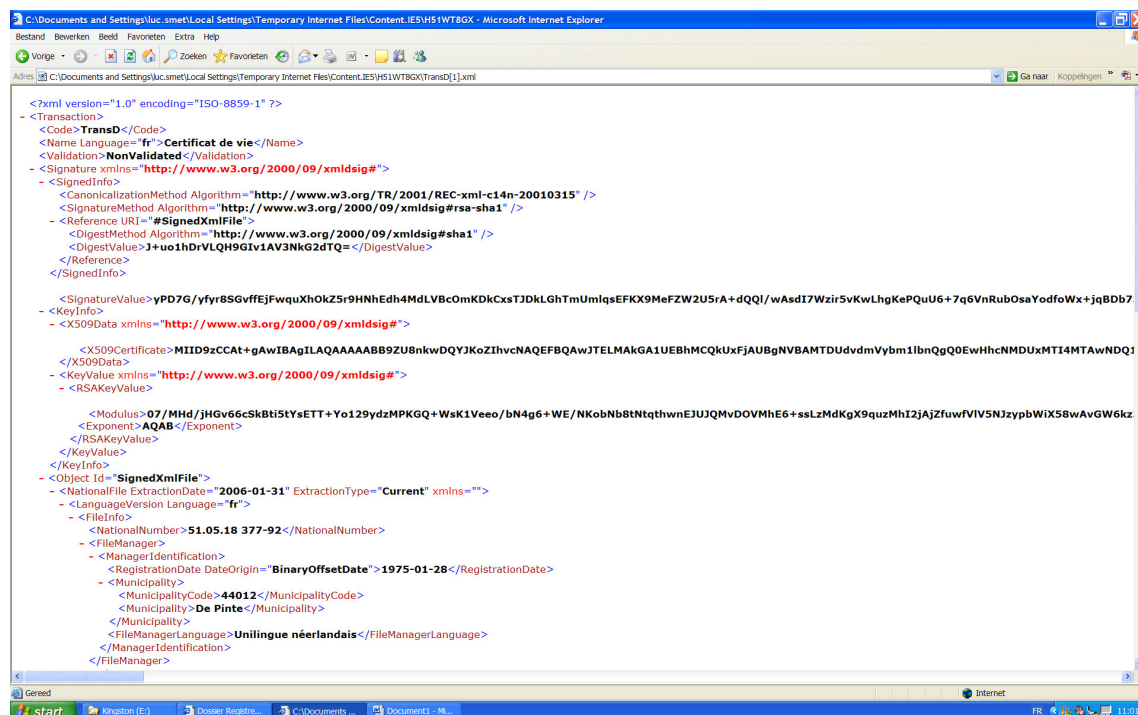 C:\Documents and Settings\luc.smet\Local Settings\Temporary Internet Files\Content.IE5\H51WT8GX - Microsoft Internet Explorer
Bestand Bewerken Beeld Favorieten Extra Help
Vorige Zoeken Favorieten
Adres C:\Documents and Settings\luc.smet\Local Settings\Temporary Internet Files\Content.IE5\H51WT8GX\TransD[1].xml Ga naar Koppelingen »
<?xml version="1.0" encoding="ISO-8859-1" ?>
- <Transaction>
<Code>TransD</Code>
<Name Language="fr">Certificat de vie</Name>
<Validation>NonValidated</Validation>
- <Signature xmlns="http://www.w3.org/2000/09/xmldsig#">
- <SignedInfo>
<CanonicalizationMethod Algorithm="http://www.w3.org/TR/2001/REC-xml-c14n-20010315" />
<SignatureMethod Algorithm="http://www.w3.org/2000/09/xmldsig#rsa-sha1" />
- <Reference URI="#SignedXmlFile">
<DigestMethod Algorithm="http://www.w3.org/2000/09/xmldsig#sha1" />
<DigestValue>J+uo1hDrVLQH9GIv1AV3NkG2dTQ=</DigestValue>
</Reference>
</SignedInfo>
<SignatureValue>yPD7G/yfyr8SGvffEjFwquXhOkZ5r9HNhEdh4MdLVBcOmKDkCxsTJDkLGhTmUmlqsEFKX9MeFZW2U5rA+dQQl/wAsdI7Wzir5vKwLhgKePQuU6+7q6VnRubOsaYodfoWx+jqBDb7
- <KeyInfo>
- <X509Data xmlns="http://www.w3.org/2000/09/xmldsig#">
<X509Certificate>MIID9zCCAt+gAwIBAgILAQAAAAABB9ZU8nkwDQYJKoZIhvcNAQEFBQAwJTELMAkGA1UEBhMCQkUxFjAUBgNVBAMTDUdvdmVybm1lbnQgQ0EwHhcNMDUxMTI4MTAwNDQ1
</X509Data>
- <KeyValue xmlns="http://www.w3.org/2000/09/xmldsig#">
- <RSAKeyValue>
<Modulus>07/MHd/jHGv66cSkBti5tYsETT+Yo129ydzMPKGQ+WsK1Veeo/bN4g6+WE/NKobNb8tNtqthwnEJUJQMvDOVMhE6+ssLzMdKgX9quzMhI2jAjZfuwfVlV5NJzypbWiX58wAvGW6kz
<Exponent>AQAB</Exponent>
</RSAKeyValue>
</KeyValue>
</KeyInfo>
- <Object Id="SignedXmlFile">
- <NationalFile ExtractionDate="2006-01-31" ExtractionType="Current" xmlns="">
- <LanguageVersion Language="fr">
- <FileInfo>
<NationalNumber>51.05.18 377-92</NationalNumber>
- <FileManager>
- <ManagerIdentification>
<RegistrationDate DateOrigin="BinaryOffsetDate">1975-01-28</RegistrationDate>
- <Municipality>
<MunicipalityCode>44012</MunicipalityCode>
<Municipality>De Pinte</Municipality>
</Municipality>
<FileManagerLanguage>Unilingue néerlandais</FileManagerLanguage>
</ManagerIdentification>
</FileManager>
Gereed Internet
start Kingston (E:) Dossier Registre... C:\Documents ... Document1 - Mi... FR 11:01